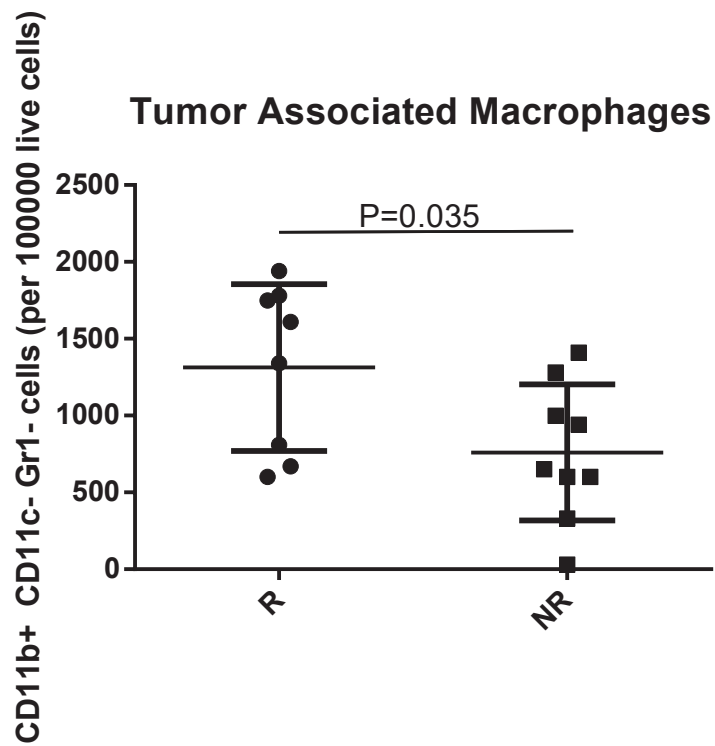 Tumor Associated Macrophages
CD11b+ CD11c- Gr1- cells (per 100000 live cells)
2500
2000
1500
1000
500
0
P=0.035
R
NR